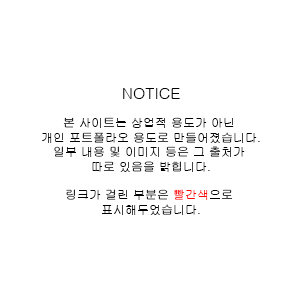 NOTICE
본 사이트는 상업적 용도가 아닌
개인 포트폴라오 용도로 만들어졌습니다.
일부 내용 및 이미지 등은 그 출처가
따로 있음을 밝힙니다.
링크가 걸린 부분은 빨간색으로
표시해두었습니다.